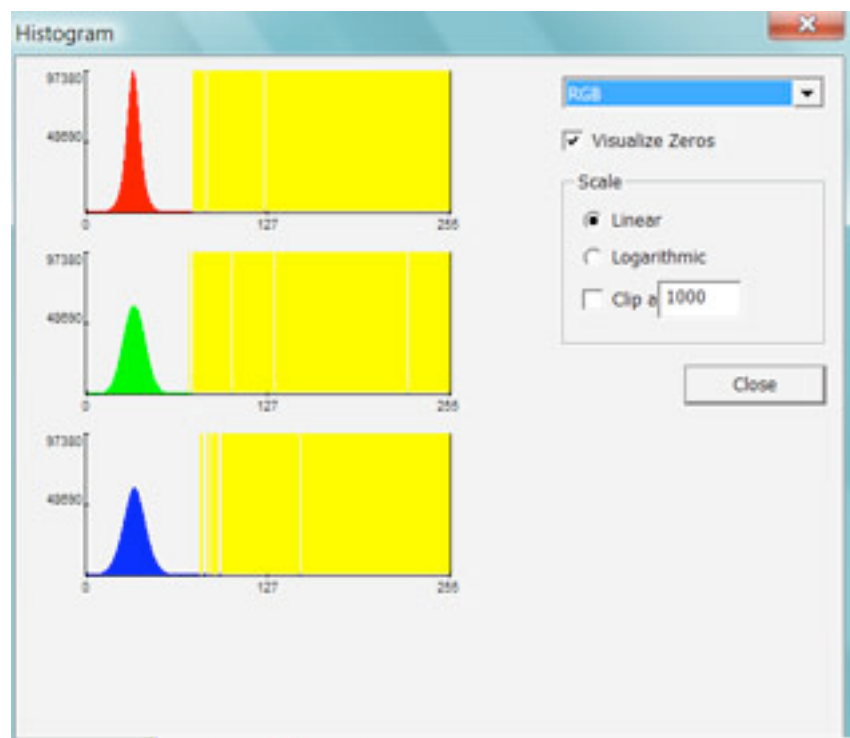 Histogram
97380
48690
0 127 255
RGB
Visualize Zeros
Scale
Linear
Logarithmic
Clip a 1000
97380
48690
0 127 255
Close
97380
48690
0 127 255